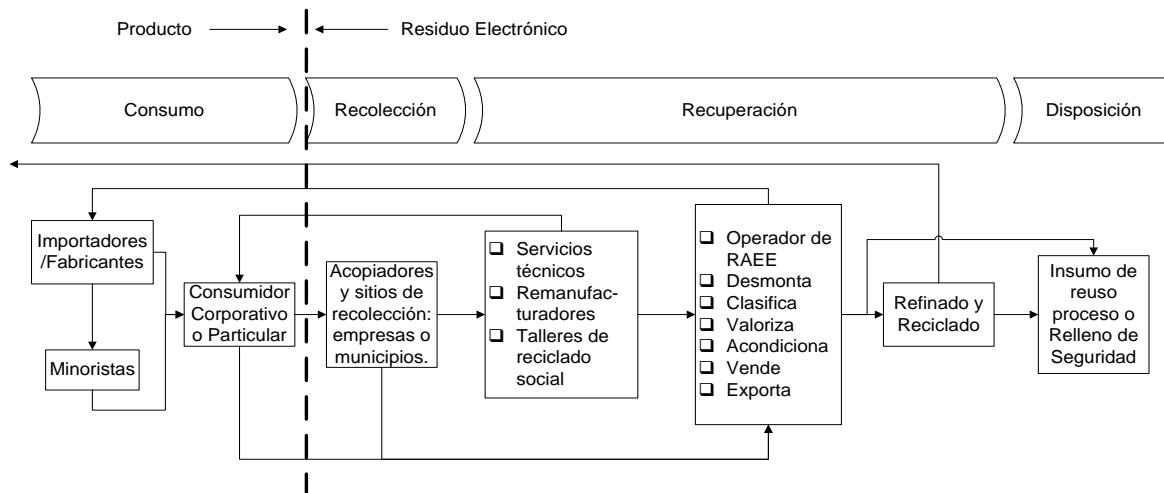 Producto
Residuo Electrónico
Consumo
Recolección
Recuperación
Disposición
Importadores
/Fabricantes
Minoristas
Consumidor
Corporativo
o Particular
Acopiadores
y sitios de
recolección:
empresas o
municipios.
Servicios
técnicos
Remanufac-
turadores
Talleres de
reciclado
social
Operador de
RAEE
Desmonta
Clasifica
Valoriza
Acondiciona
Vende
Exporta
Refinado y
Reciclado
Insumo de
reuso
proceso o
Relleno de
Seguridad